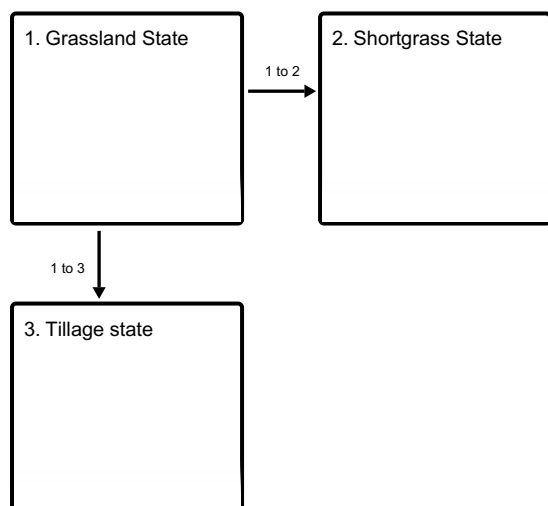 1. Grassland State
2. Shortgrass State
1 to 2
1 to 3
3. Tillage state